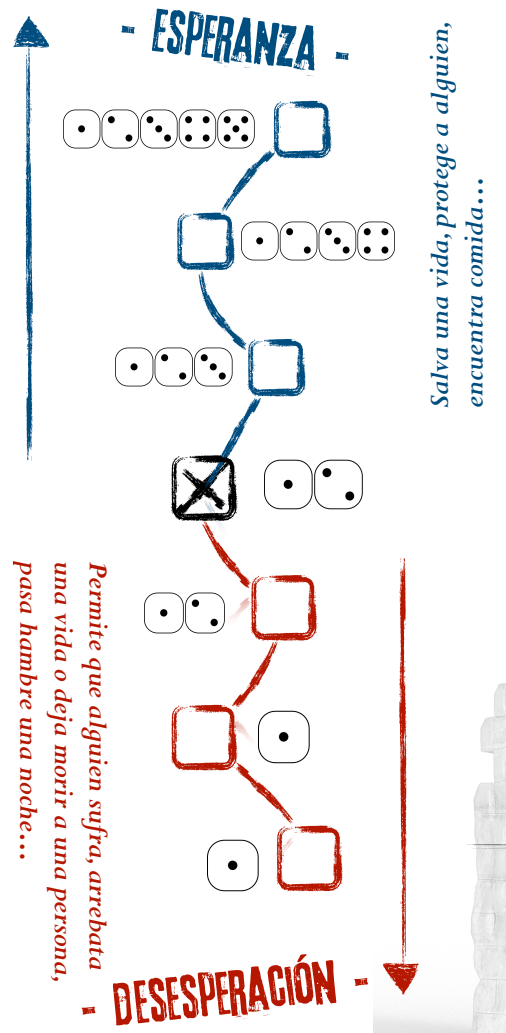 - ESPERANZA -
Salva una vida, protege a alguien,
encuentra comida...
Permite que alguien sufra, arrebata
una vida o deja morir a una persona,
pasa hambre una noche...
- DESESPERACIÓN -